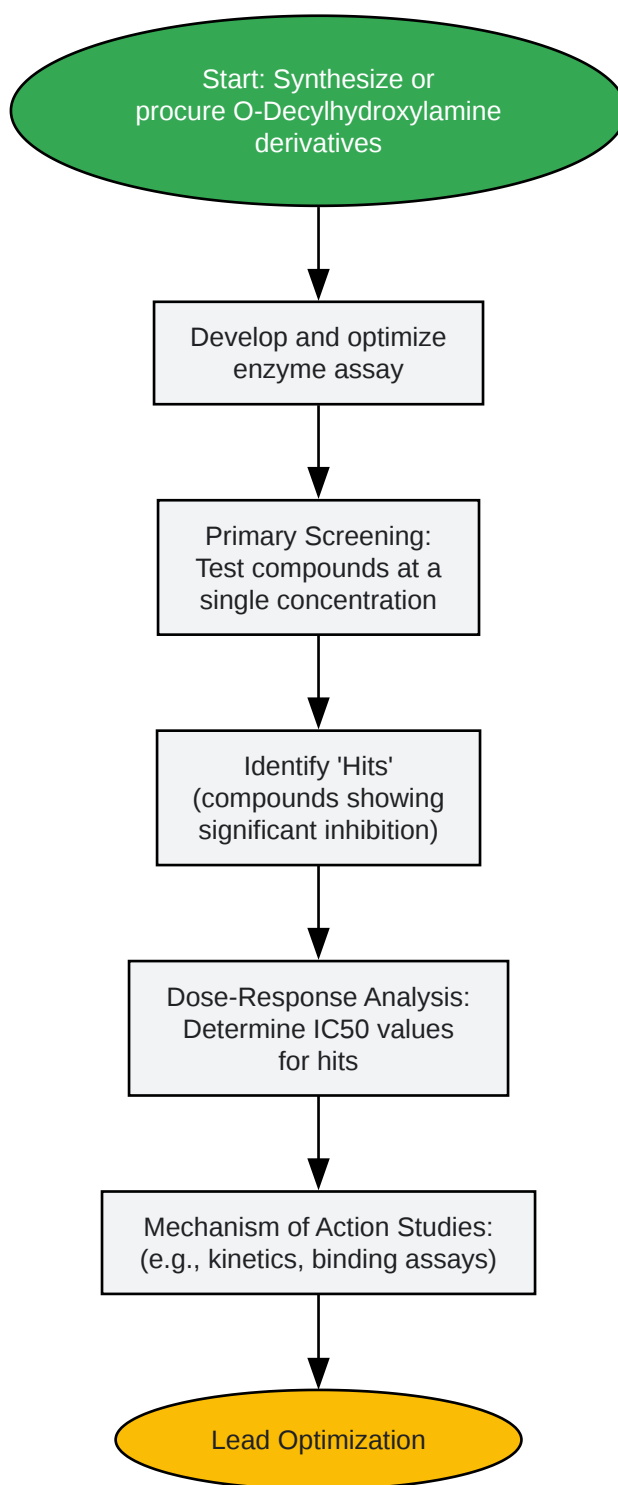 Start: Synthesize or
procure O-Decylhydroxylamine
derivatives
Develop and optimize
enzyme assay
Primary Screening:
Test compounds at a
single concentration
Identify 'Hits'
(compounds showing
significant inhibition)
Dose-Response Analysis:
Determine IC50 values
for hits
Mechanism of Action Studies:
(e.g., kinetics, binding assays)
Lead Optimization